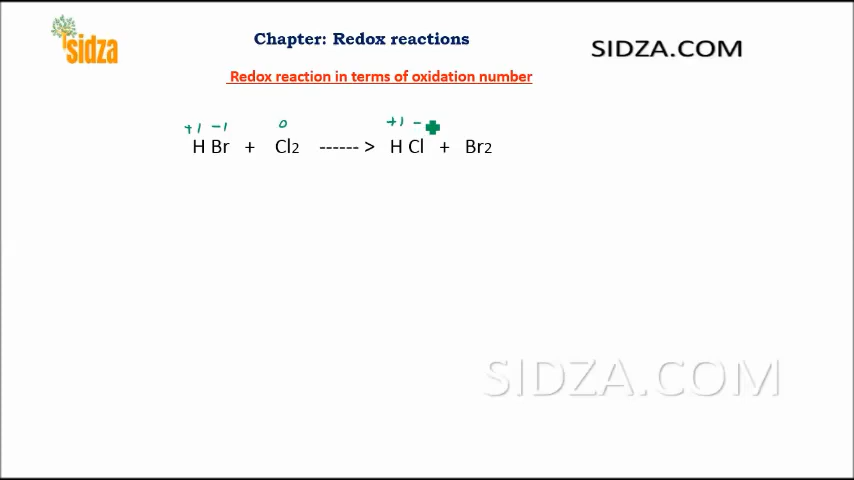 sidza
Chapter: Redox reactions
SIDZA.COM
Redox reaction in terms of oxidation number
+1 -1 0 +1 -
H Br + Cl2 ------ > H Cl + Br2
SIDZA.COM